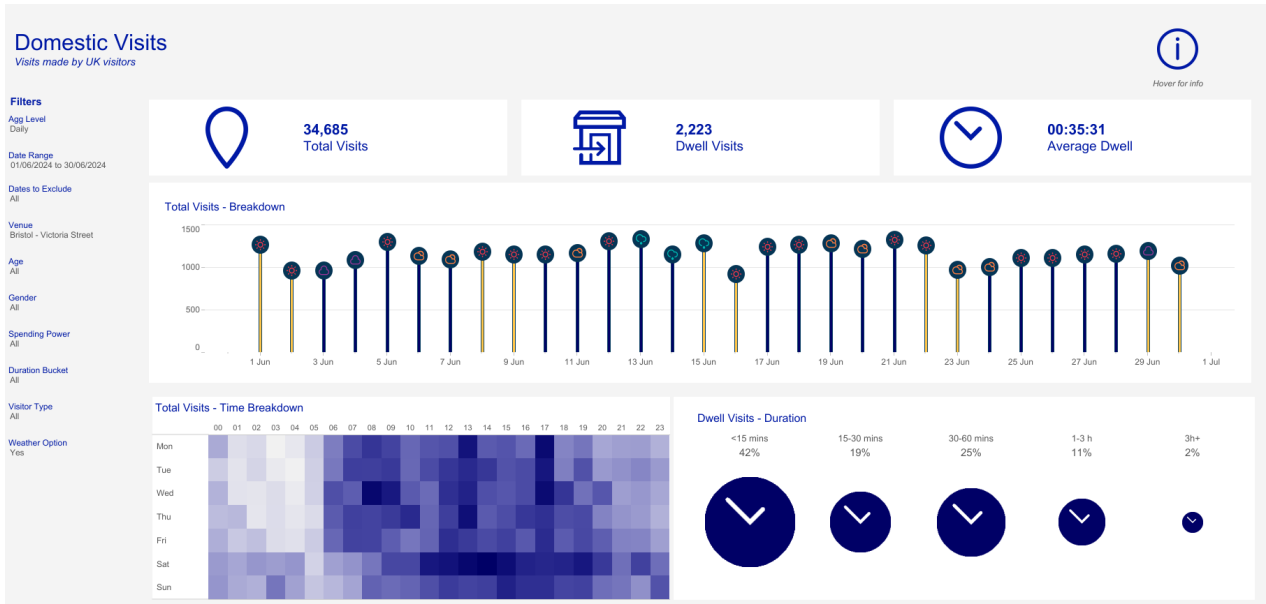 Domestic Visits
Visits made by UK visitors
Hover for info
Filters
Agg Level
Daily
Date Range
01/06/2024 to 30/06/2024
Dates to Exclude
All
Venue
Bristol - Victoria Street
Age
All
Gender
All
Spending Power
All
Duration Bucket
All
Visitor Type
All
Weather Option
Yes
34,685
Total Visits
2,223
Dwell Visits
00:35:31
Average Dwell
Total Visits - Breakdown
1500
1000
500
0
1 Jun 3 Jun 5 Jun 7 Jun 9 Jun 11 Jun 13 Jun 15 Jun 17 Jun 19 Jun 21 Jun 23 Jun 25 Jun 27 Jun 29 Jun 1 Jul
Total Visits - Time Breakdown
00 01 02 03 04 05 06 07 08 09 10 11 12 13 14 15 16 17 18 19 20 21 22 23
Mon
Tue
Wed
Thu
Fri
Sat
Sun
Dwell Visits - Duration
<15 mins 15-30 mins 30-60 mins 1-3 h 3h+
42% 19% 25% 11% 2%